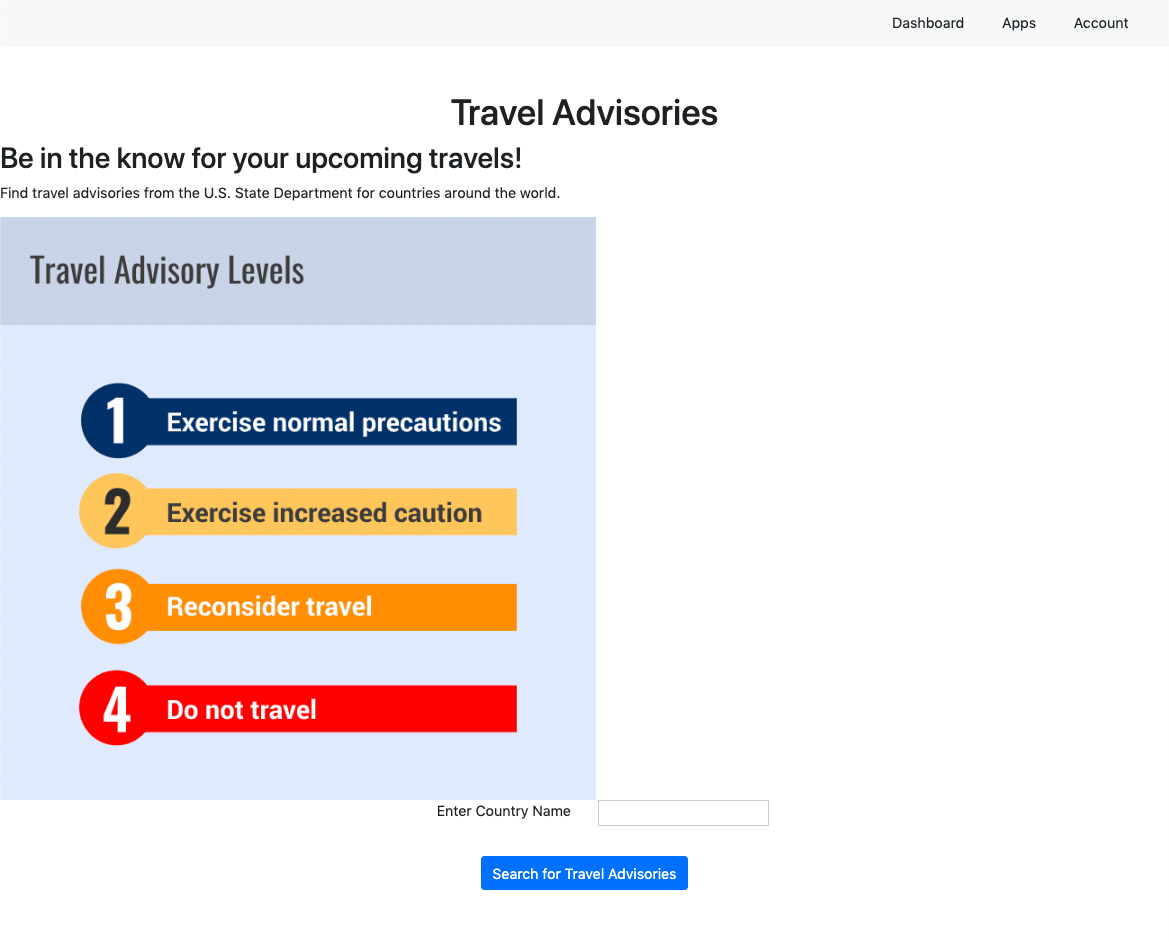 Dashboard Apps Account
Travel Advisories
Be in the know for your upcoming travels!
Find travel advisories from the U.S. State Department for countries around the world.
Travel Advisory Levels
1 Exercise normal precautions
2 Exercise increased caution
3 Reconsider travel
4 Do not travel
Enter Country Name
Search for Travel Advisories